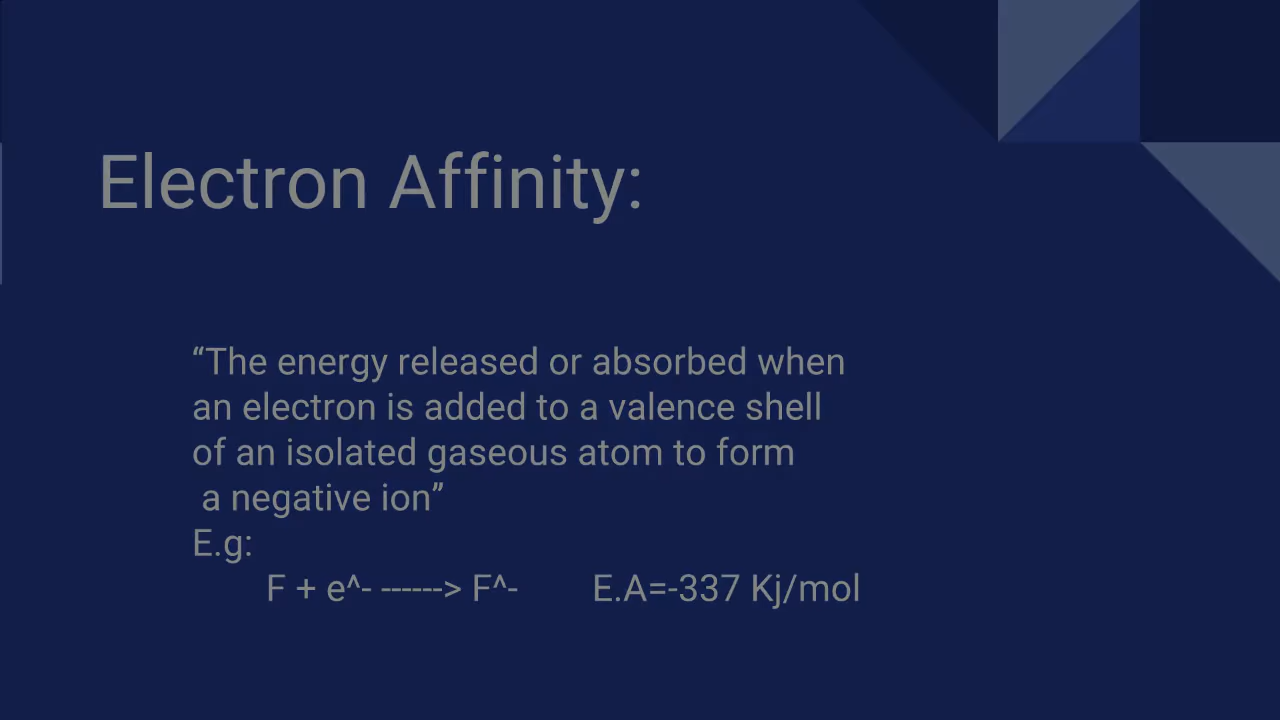 Electron Affinity:
“The energy released or absorbed when
an electron is added to a valence shell
of an isolated gaseous atom to form
a negative ion”
E.g:
F + e^- ------> F^- E.A=-337 Kj/mol